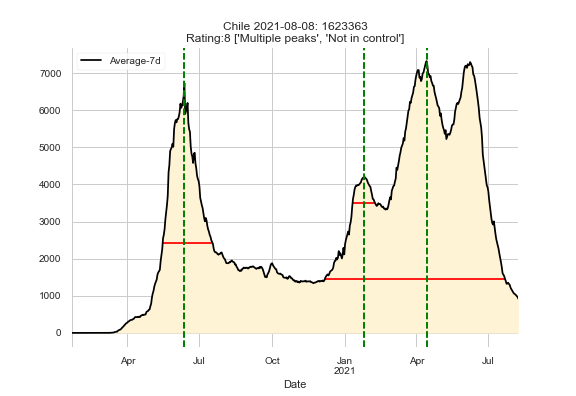 Chile 2021-08-08: 1623363
Rating:8 ['Multiple peaks', 'Not in control']
Average-7d
7000
6000
5000
4000
3000
2000
1000
0
Apr Jul Oct Jan Apr Jul
2021
Date